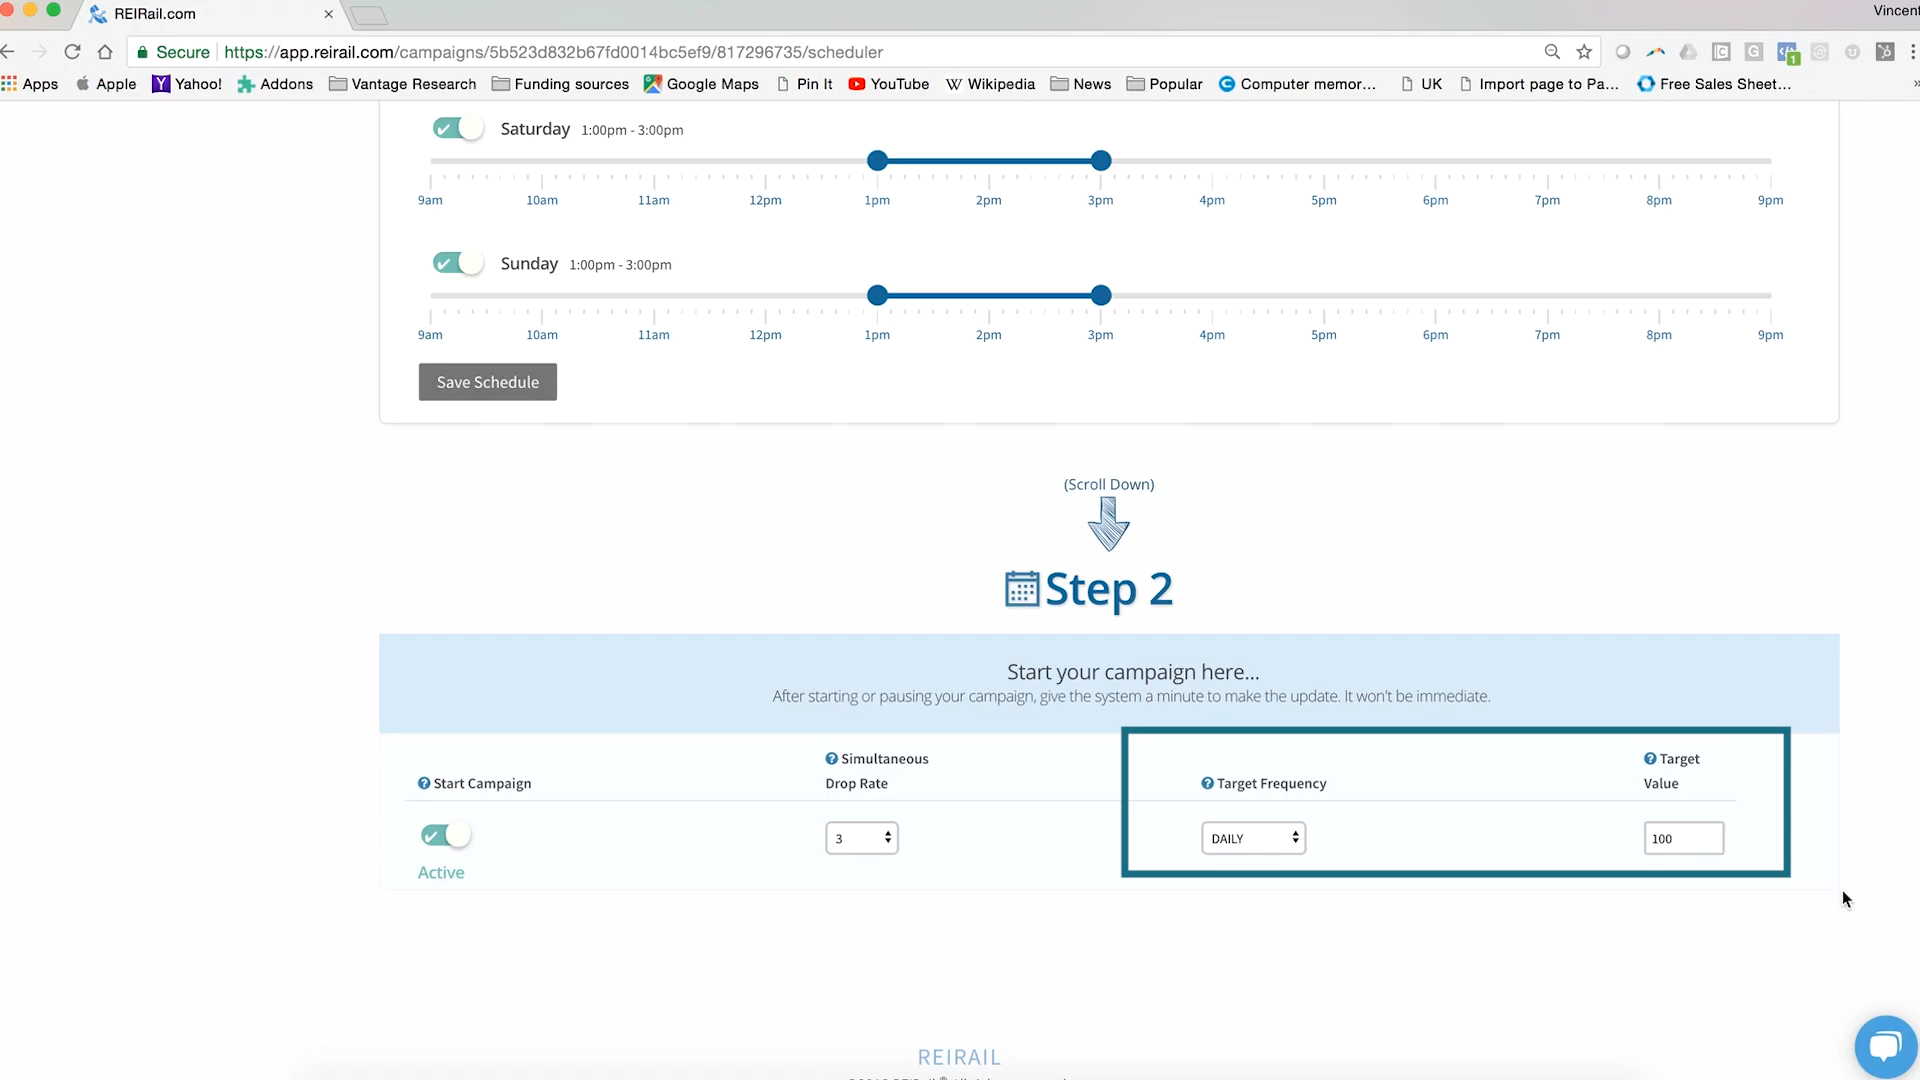 REIRail.com
Vincent
Secure https://app.reirail.com/campaigns/5b523d832b67fd0014bc5ef9/817296735/scheduler
Apps Apple Yahoo! Addons Vantage Research Funding sources Google Maps Pin It YouTube Wikipedia News Popular Computer memor... UK Import page to Pa... Free Sales Sheet...
Saturday 1:00pm - 3:00pm
9am 10am 11am 12pm 1pm 2pm 3pm 4pm 5pm 6pm 7pm 8pm 9pm
Sunday 1:00pm - 3:00pm
9am 10am 11am 12pm 1pm 2pm 3pm 4pm 5pm 6pm 7pm 8pm 9pm
Save Schedule
(Scroll Down)
Step 2
Start your campaign here...
After starting or pausing your campaign, give the system a minute to make the update. It won't be immediate.
Start Campaign
Simultaneous
Drop Rate
Target Frequency
Target
Value
3
DAILY
100
Active
REIRAIL